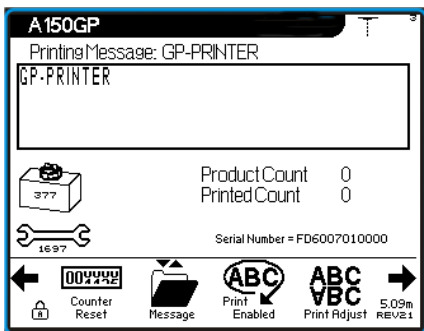 A150GP
3
Printing Message: GP-PRINTER
GP-PRINTER
377
Product Count 0
Printed Count 0
1697
Serial Number = FD6007010000
Counter
Reset
Message
ABC
Print
Enabled
ABC
ABC
Print Adjust
5.09m
REV21